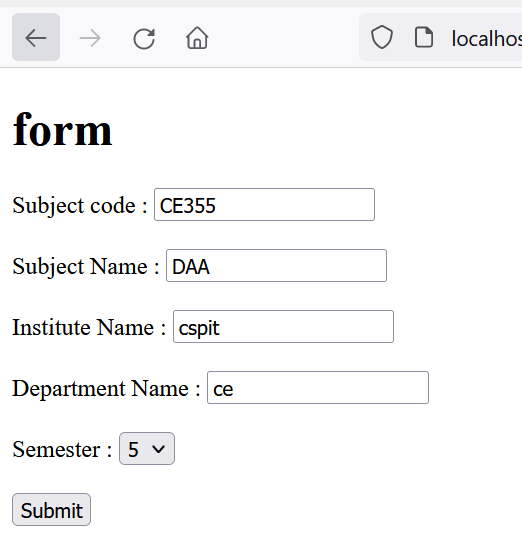 localhos
form
Subject code : CE355
Subject Name : DAA
Institute Name : cspit
Department Name : ce
Semester : 5
Submit